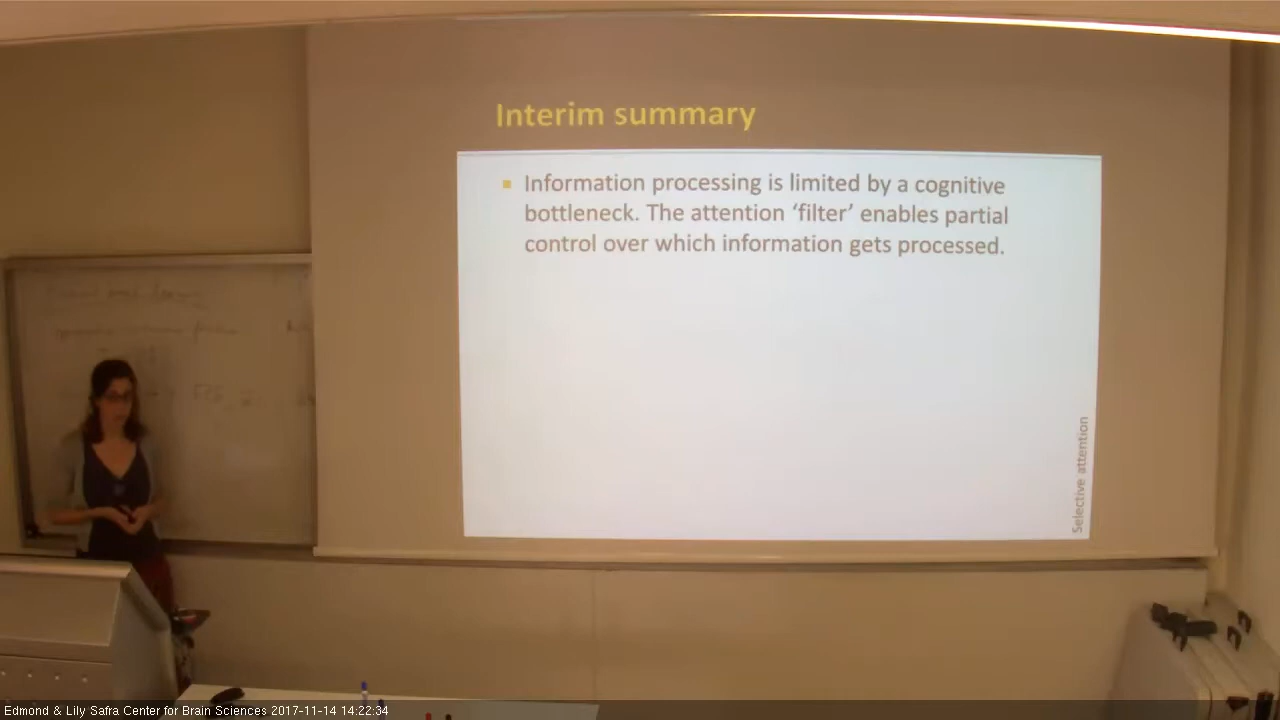 Interim summary
Information processing is limited by a cognitive
bottleneck. The attention ‘filter’ enables partial
control over which information gets processed.
Selective attention
Edmond & Lily Safra Center for Brain Sciences 2017-11-14 14:22:34